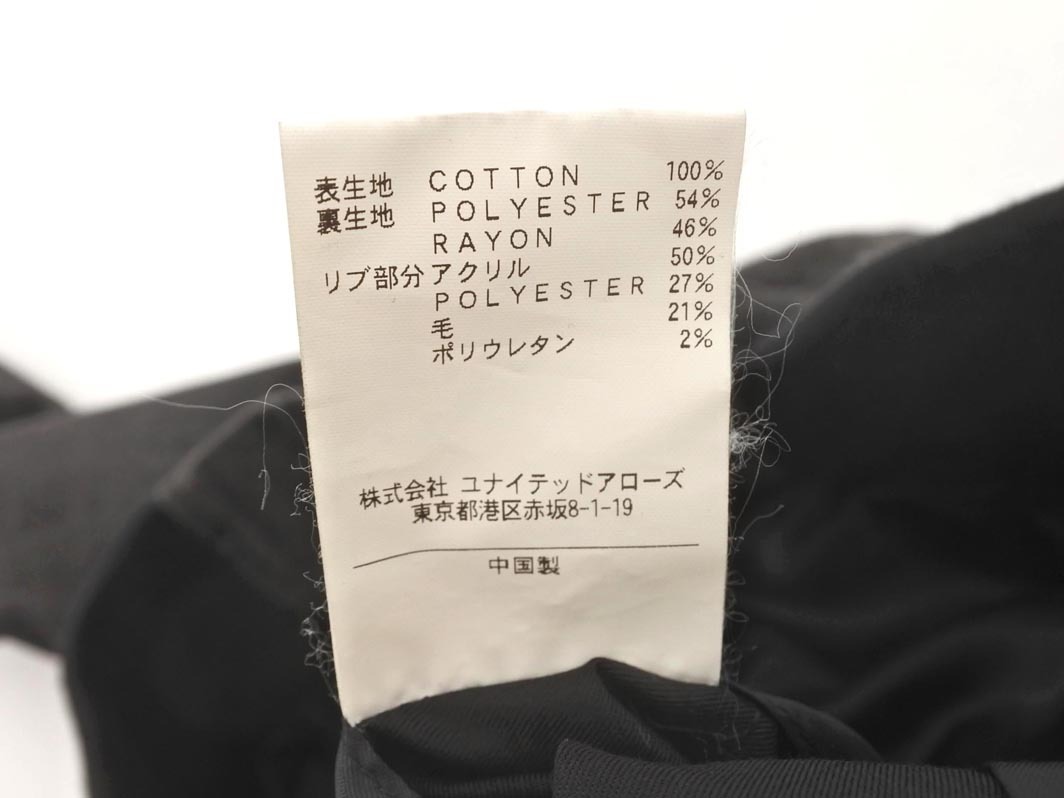 表生地 COTTON 100%
裏生地 POLYESTER 54%
RAYON 46%
リブ部分 アクリル 50%
POLYESTER 27%
毛 21%
ポリウレタン 2%
株式会社 ユナイテッドアローズ
東京都港区赤坂8-1-19
中国製